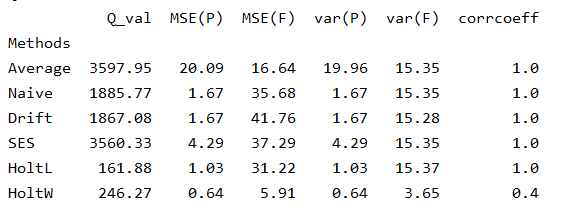 Q_val MSE(P) MSE(F) var(P) var(F) corrcoeff
Methods
Average 3597.95 20.09 16.64 19.96 15.35 1.0
Naive 1885.77 1.67 35.68 1.67 15.35 1.0
Drift 1867.08 1.67 41.76 1.67 15.28 1.0
SES 3560.33 4.29 37.29 4.29 15.35 1.0
HoltL 161.88 1.03 31.22 1.03 15.37 1.0
HoltW 246.27 0.64 5.91 0.64 3.65 0.4